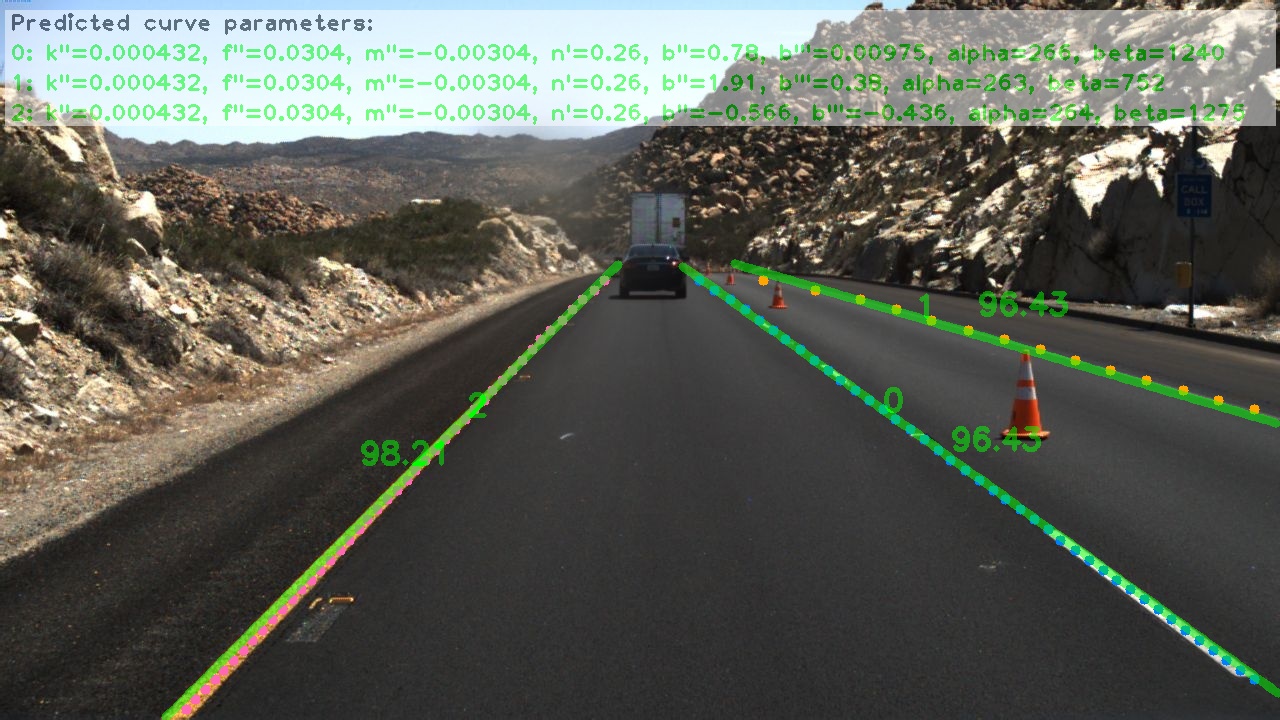 Predicted curve parameters:
0: k''=0.000432, f''=0.0304, m''=-0.00304, n'=0.26, b''=0.78, b'''=0.00975, alpha=266, beta=1240
1: k''=0.000432, f''=0.0304, m''=-0.00304, n'=0.26, b''=1.91, b'''=0.38, alpha=263, beta=752
2: k''=0.000432, f''=0.0304, m''=-0.00304, n'=0.26, b''=-0.566, b'''=-0.436, alpha=264, beta=1275
CALL
BOX
1 96.43
2
0
98.21
96.43